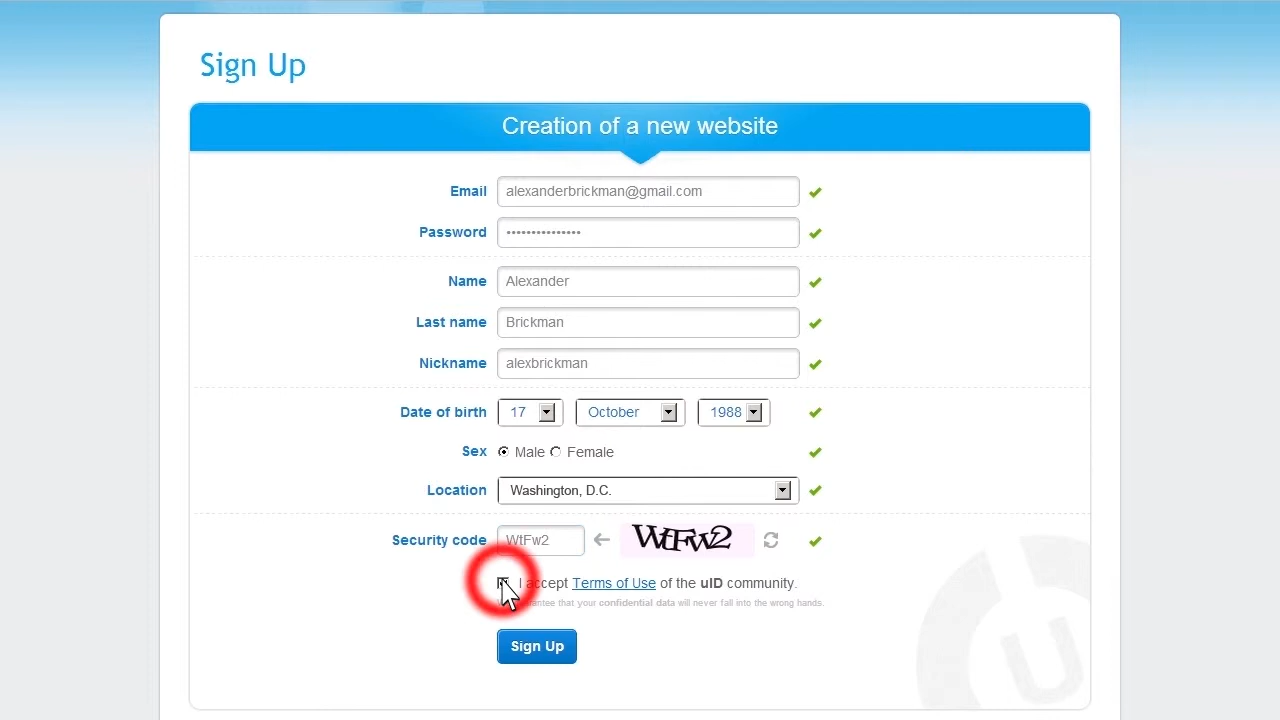 Sign Up
Creation of a new website
Email alexanderbrickman@gmail.com
Password •••••••••••••••
Name Alexander
Last name Brickman
Nickname alexbrickman
Date of birth 17 October 1988
Sex Male Female
Location Washington, D.C.
Security code WtFw2 WtFw2
I accept Terms of Use of the uID community.
that your confidential data will never fall into the wrong hands.
Sign Up